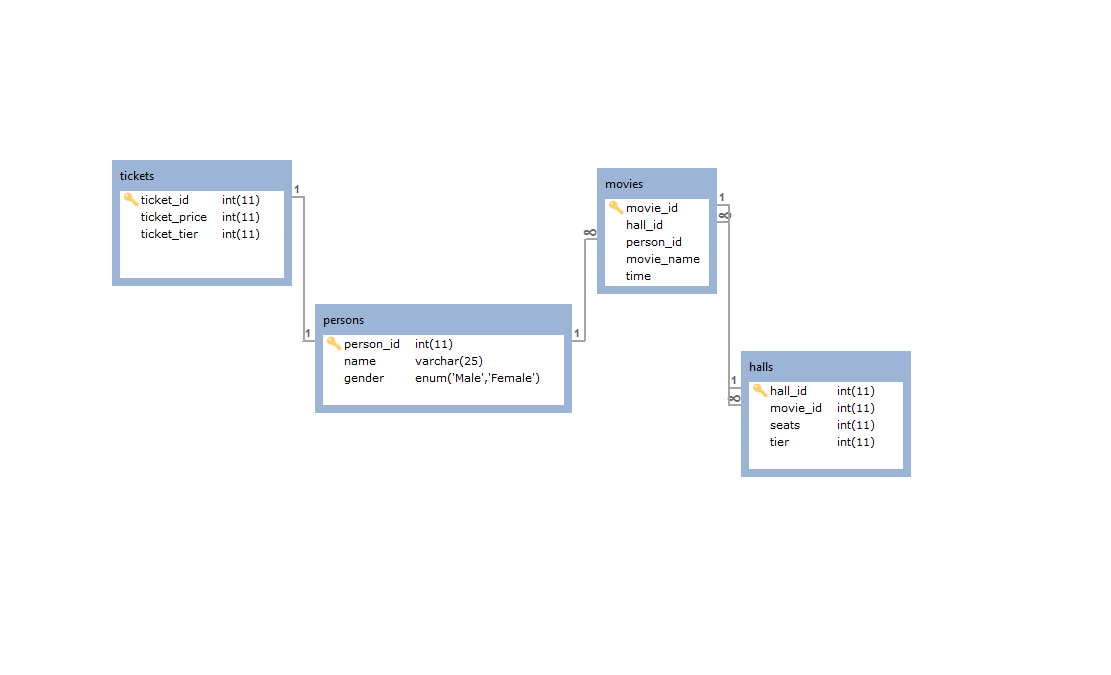 tickets
ticket_id int(11)
ticket_price int(11)
ticket_tier int(11)
1
1
persons
person_id int(11)
name varchar(25)
gender enum('Male','Female')
1
∞
movies
movie_id
hall_id
person_id
movie_name
time
1
∞
1
∞
halls
hall_id int(11)
movie_id int(11)
seats int(11)
tier int(11)